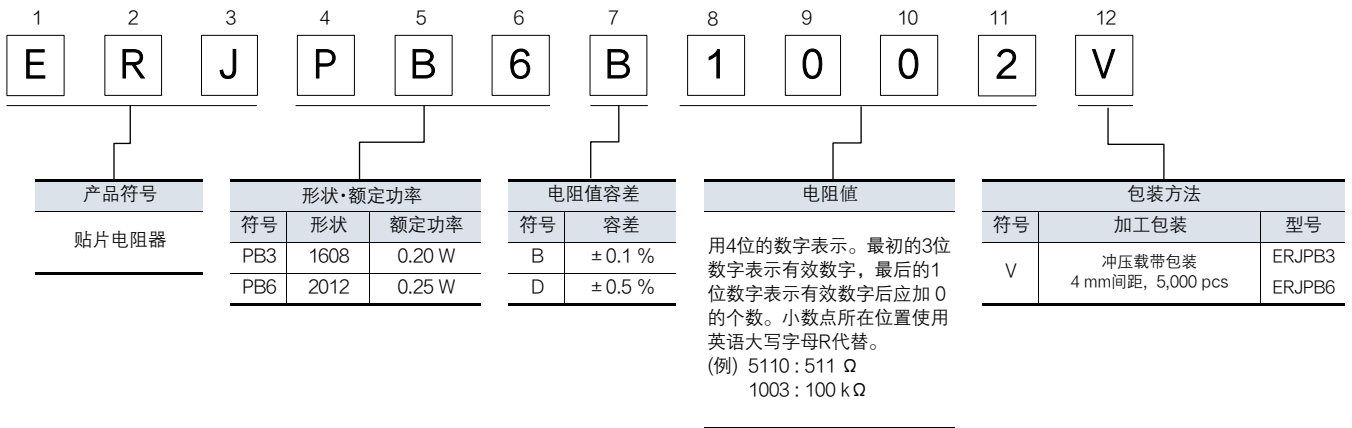 1 2 3 4 5 6 7 8 9 10 11 12
E R J P B 6 B 1 0 0 2 V
产品符号
贴片电阻器
形状·额定功率
符号 形状 额定功率
PB3 1608 0.20 W
PB6 2012 0.25 W
电阻值容差
符号 容差
B ± 0.1 %
D ± 0.5 %
电阻値
用4位的数字表示。最初的3位
数字表示有效数字，最后的1
位数字表示有效数字后应加 0
的个数。小数点所在位置使用
英语大写字母R代替。
(例) 5110 : 511 Ω
1003 : 100 kΩ
包装方法
符号 加工包装 型号
V 冲压载带包装 ERJPB3
4 mm间距, 5,000 pcs ERJPB6